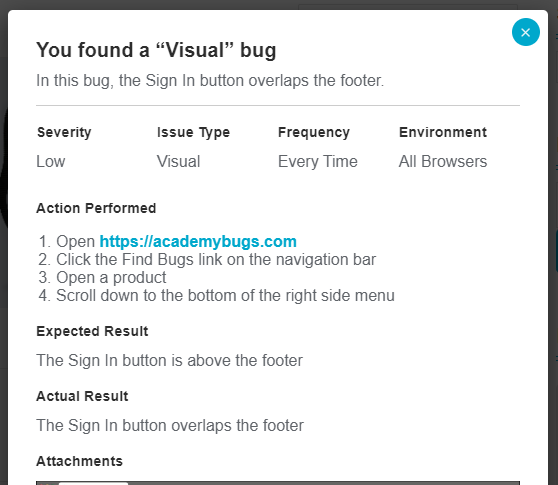 You found a “Visual” bug
In this bug, the Sign In button overlaps the footer.
Severity Issue Type Frequency Environment
Low Visual Every Time All Browsers
Action Performed
1. Open https://academybugs.com
2. Click the Find Bugs link on the navigation bar
3. Open a product
4. Scroll down to the bottom of the right side menu
Expected Result
The Sign In button is above the footer
Actual Result
The Sign In button overlaps the footer
Attachments